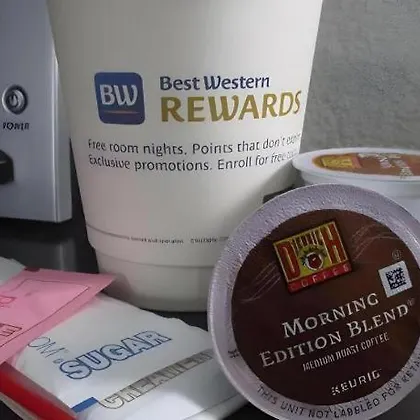 POWER
BW
Best Western
REWARDS
Free room nights. Points that don't
Exclusive promotions. Enroll for free
DIEDRICH
COFFEE
MORNING
EDITION BLEND
MEDIUM ROAST COFFEE
KEURIG
THIS UNIT NOT LABELED FOR
SUGAR
CREAMER